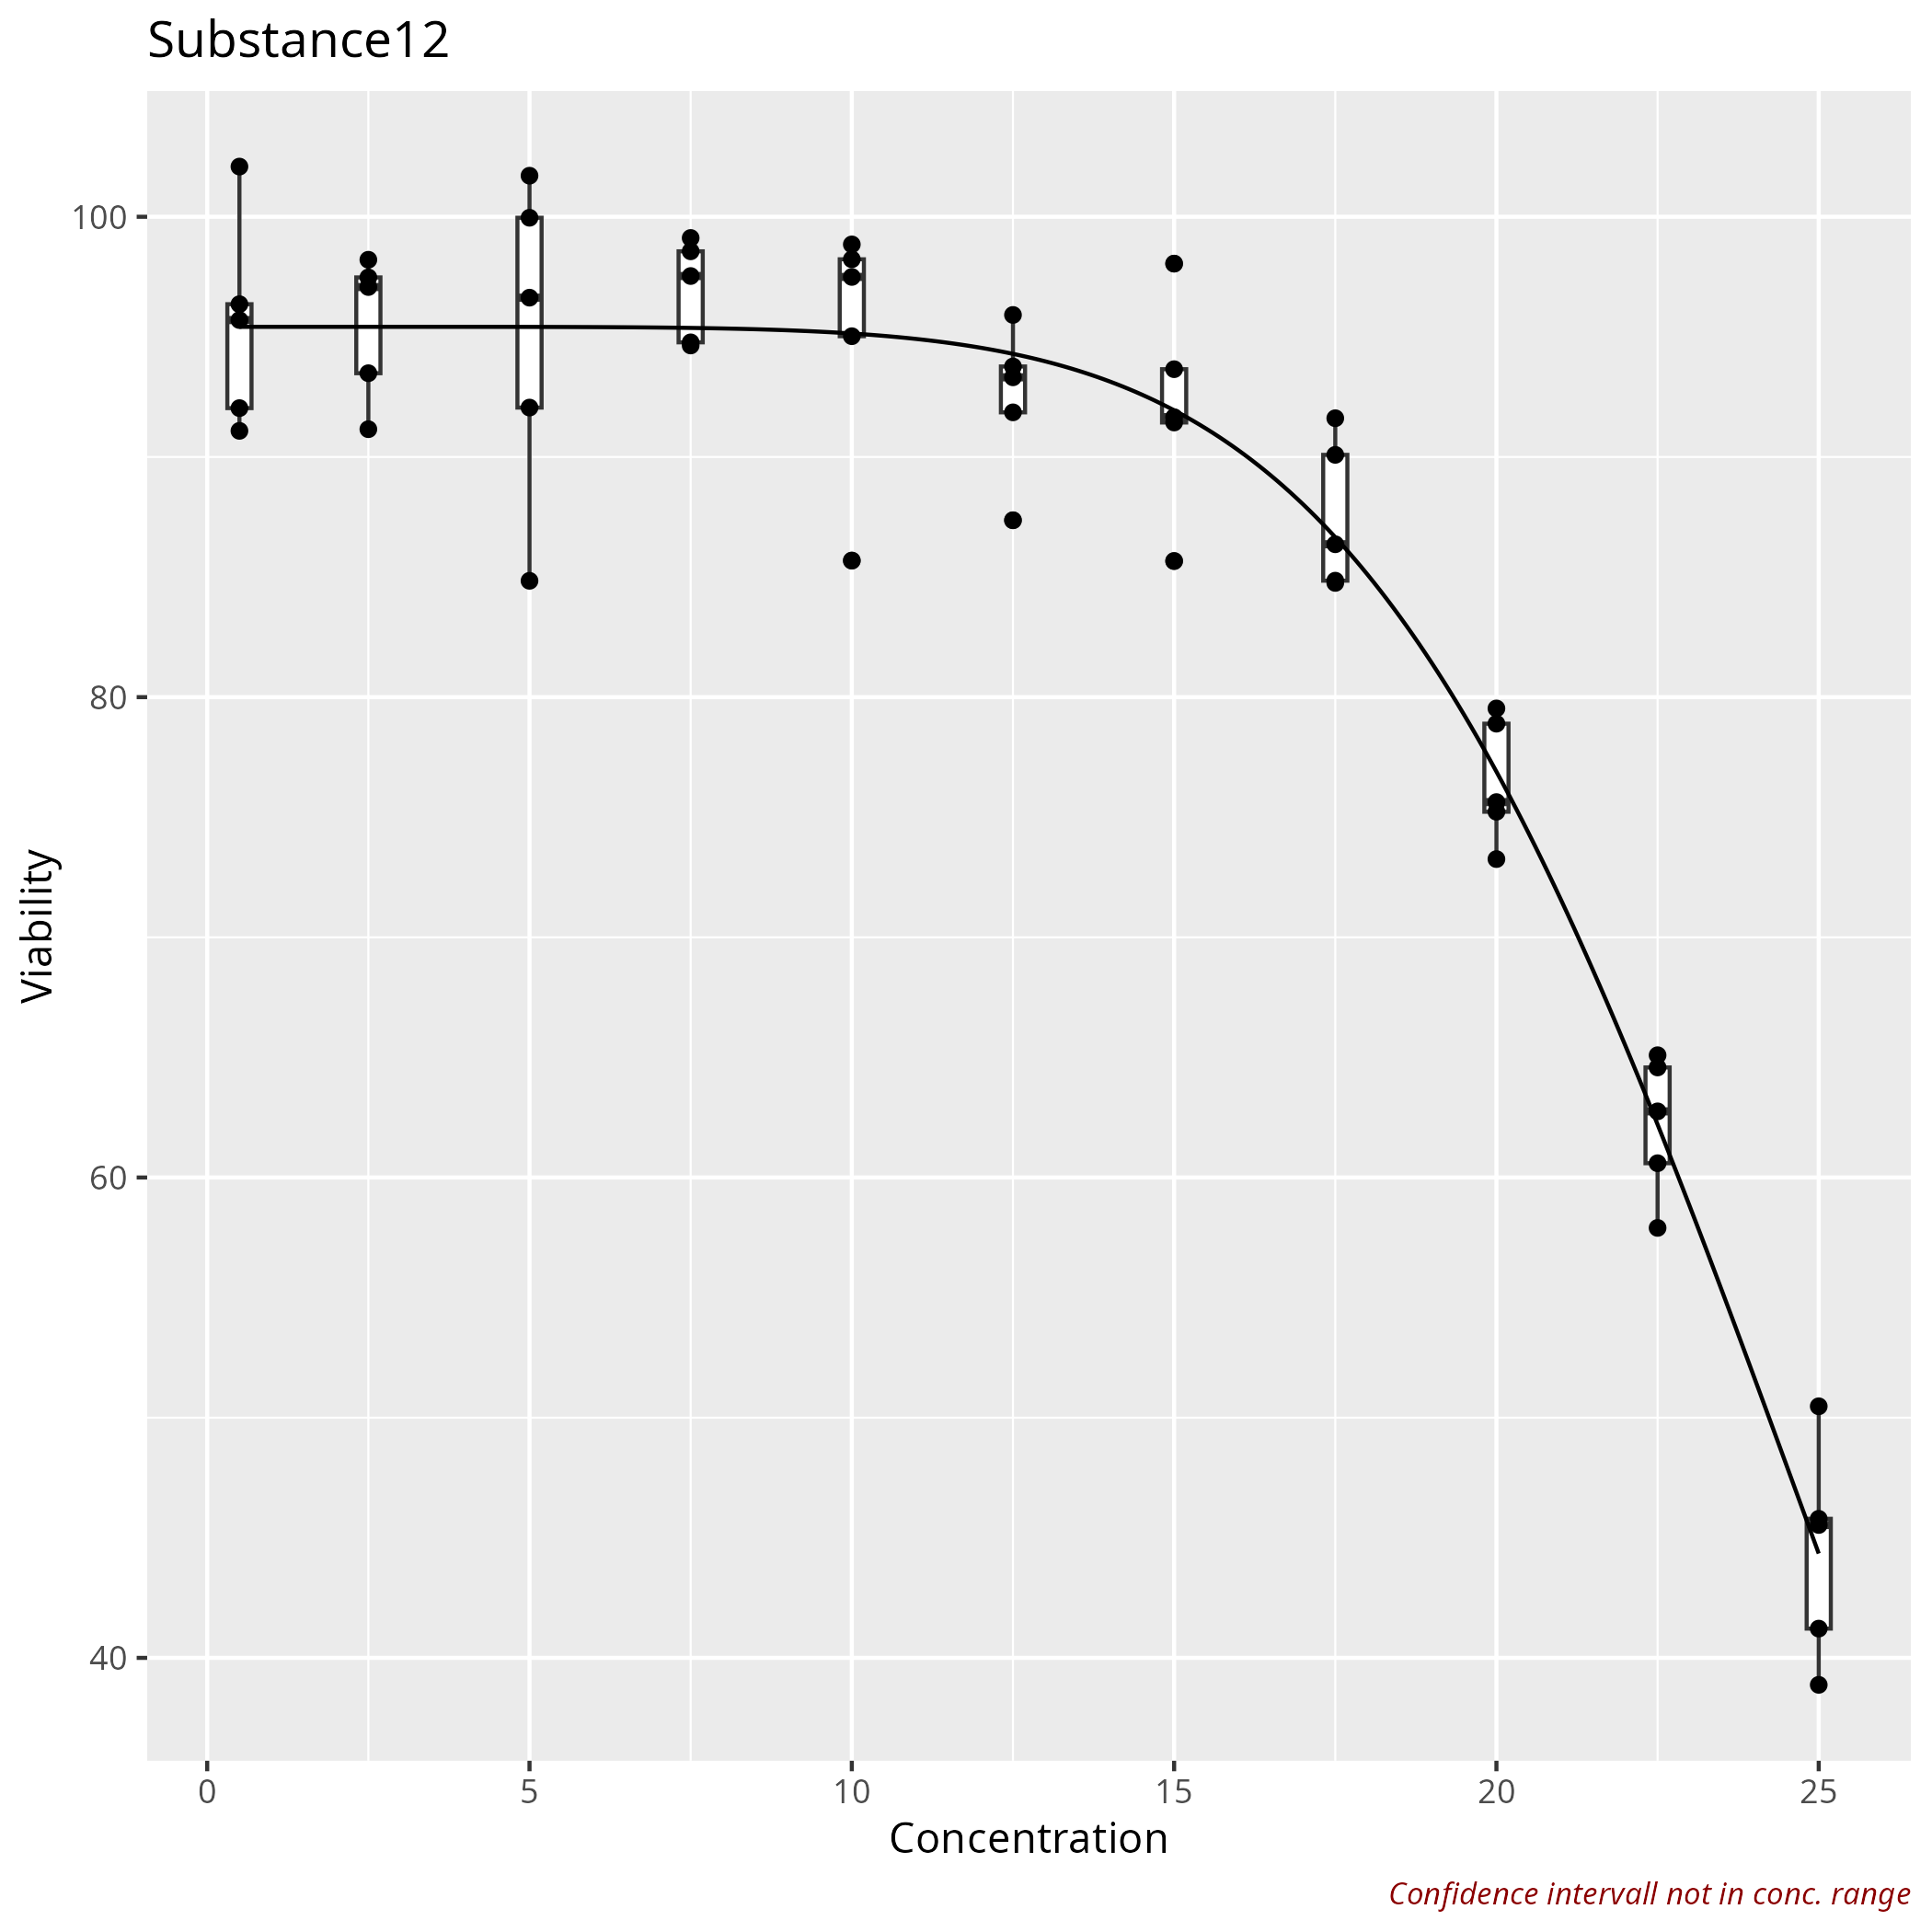 Substance12
100
80
60
40
Viability
0 5 10 15 20 25
Concentration
Confidence intervall not in conc. range